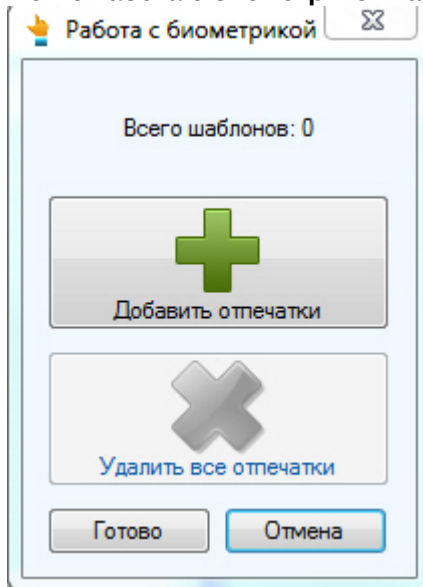 Работа с биометрикой
Всего шаблонов: 0
Добавить отпечатки
Удалить все отпечатки
Готово
Отмена